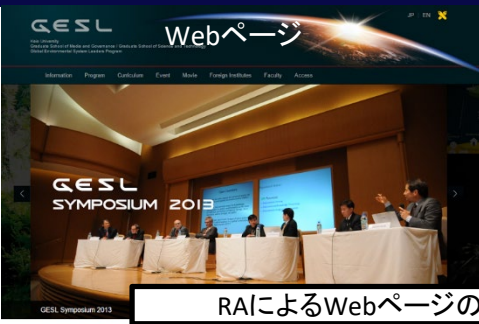 GESL
Webページ
JP | EN
Keio University
Graduate School of Media and Governance / Graduate School of Science and Technology
Global Environmental System Leaders Program
Information Program Curriculum Event Movie Foreign Institutes Faculty Access
GESL
SYMPOSIUM 2013
GESL Symposium 2013
RAによるWebページの